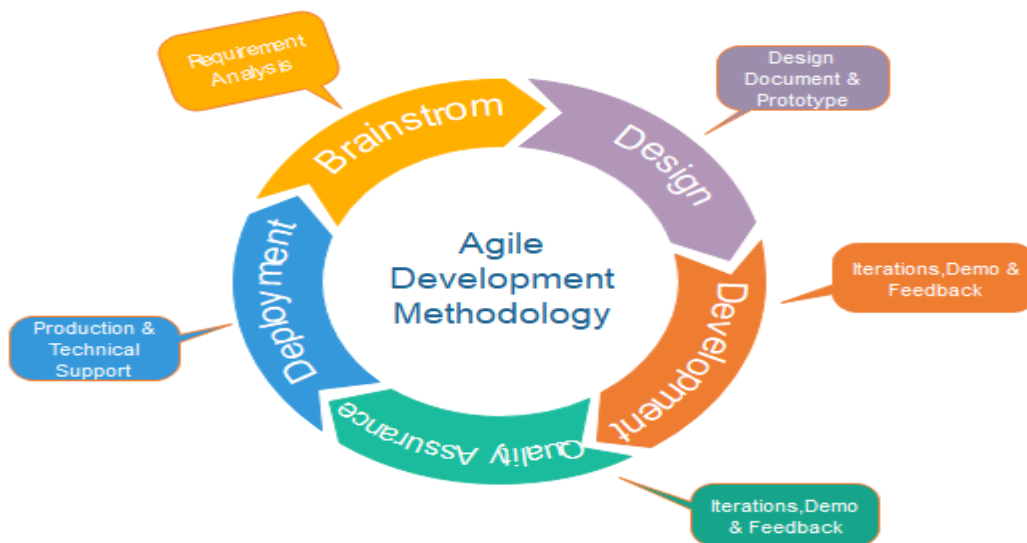 Requirement
Analysis
Brainstrom
Design
Document &
Prototype
Design
Iterations,Demo &
Feedback
Development
Iterations,Demo
& Feedback
Quality Assurance
Production &
Technical
Support
Deployment
Agile
Development
Methodology